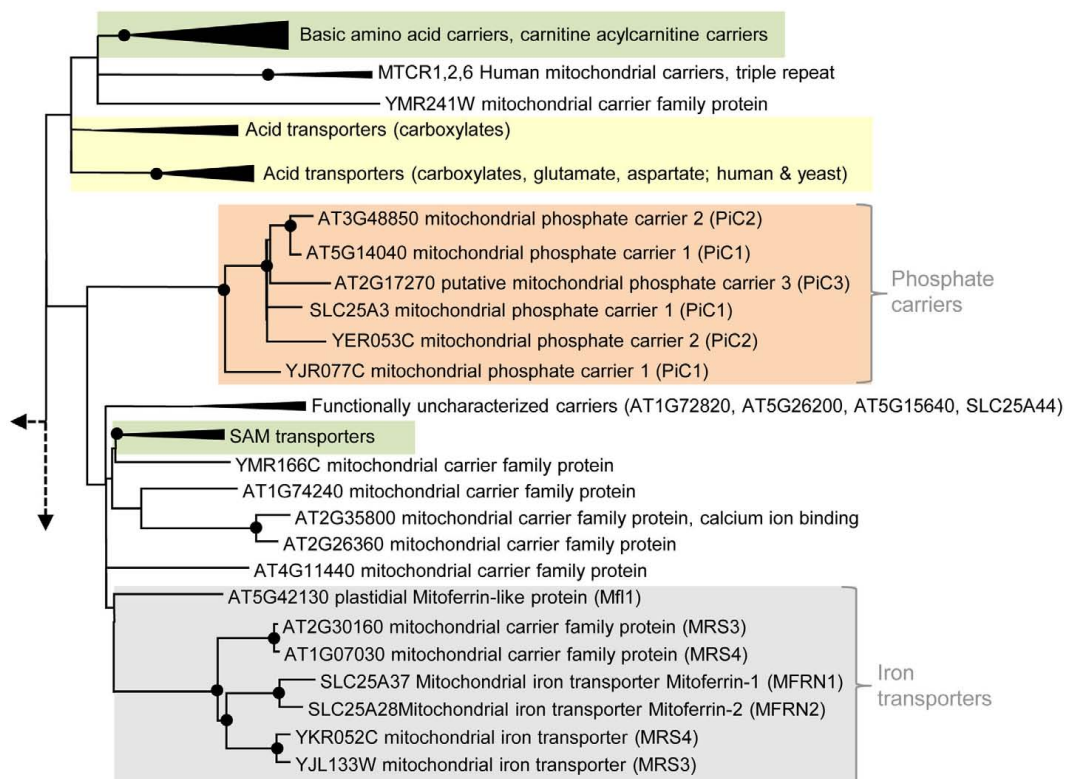 Basic amino acid carriers, carnitine acylcarnitine carriers
MTCR1,2,6 Human mitochondrial carriers, triple repeat
YMR241W mitochondrial carrier family protein
Acid transporters (carboxylates)
Acid transporters (carboxylates, glutamate, aspartate; human & yeast)
AT3G48850 mitochondrial phosphate carrier 2 (PiC2)
AT5G14040 mitochondrial phosphate carrier 1 (PiC1)
AT2G17270 putative mitochondrial phosphate carrier 3 (PiC3)
SLC25A3 mitochondrial phosphate carrier 1 (PiC1)
YER053C mitochondrial phosphate carrier 2 (PiC2)
YJR077C mitochondrial phosphate carrier 1 (PiC1)
Phosphate
carriers
Functionally uncharacterized carriers (AT1G72820, AT5G26200, AT5G15640, SLC25A44)
SAM transporters
YMR166C mitochondrial carrier family protein
AT1G74240 mitochondrial carrier family protein
AT2G35800 mitochondrial carrier family protein, calcium ion binding
AT2G26360 mitochondrial carrier family protein
AT4G11440 mitochondrial carrier family protein
AT5G42130 plastidial Mitoferrin-like protein (Mfl1)
AT2G30160 mitochondrial carrier family protein (MRS3)
AT1G07030 mitochondrial carrier family protein (MRS4)
SLC25A37 Mitochondrial iron transporter Mitoferrin-1 (MFRN1)
SLC25A28Mitochondrial iron transporter Mitoferrin-2 (MFRN2)
YKR052C mitochondrial iron transporter (MRS4)
YJL133W mitochondrial iron transporter (MRS3)
Iron
transporters